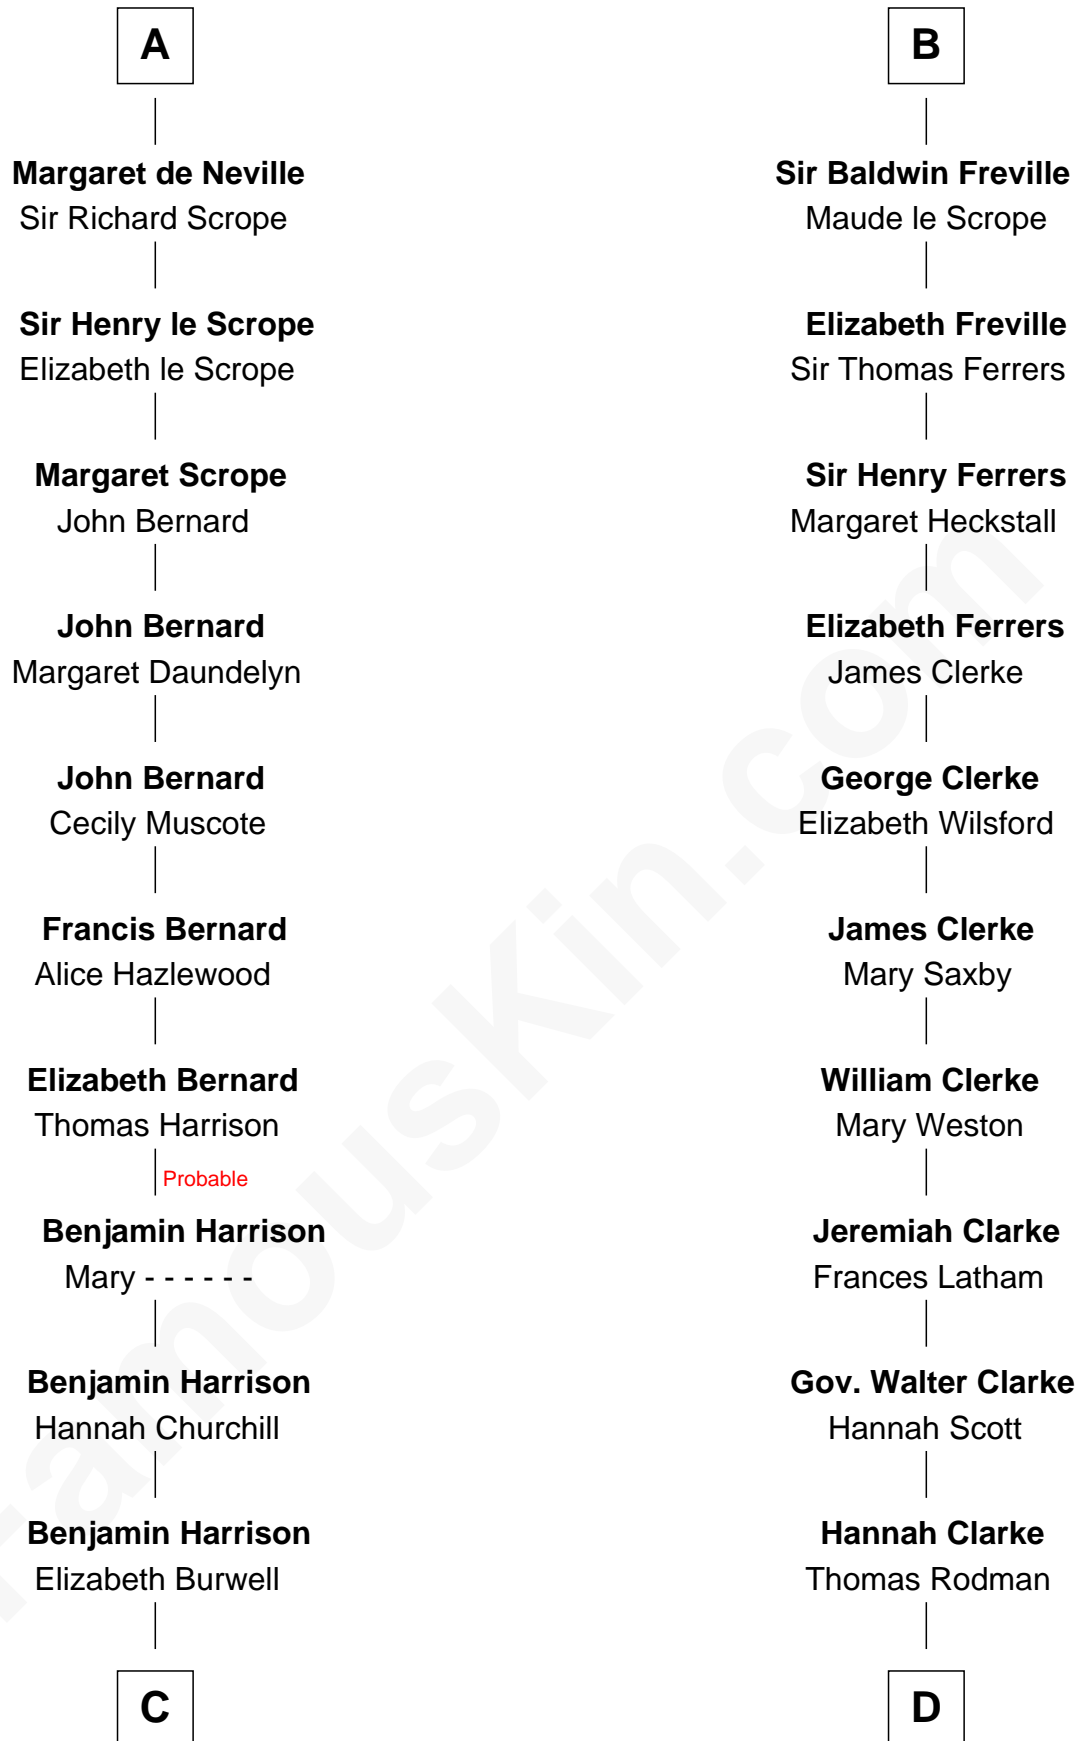 A
Margaret de Neville
Sir Richard Scrope
Sir Henry le Scrope
Elizabeth le Scrope
Margaret Scrope
John Bernard
John Bernard
Margaret Daundelyn
John Bernard
Cecily Muscote
Francis Bernard
Alice Hazlewood
Elizabeth Bernard
Thomas Harrison
Probable
Benjamin Harrison
Mary - - - - - -
Benjamin Harrison
Hannah Churchill
Benjamin Harrison
Elizabeth Burwell
C
B
Sir Baldwin Freville
Maude le Scrope
Elizabeth Freville
Sir Thomas Ferrers
Sir Henry Ferrers
Margaret Heckstall
Elizabeth Ferrers
James Clerke
George Clerke
Elizabeth Wilsford
James Clerke
Mary Saxby
William Clerke
Mary Weston
Jeremiah Clarke
Frances Latham
Gov. Walter Clarke
Hannah Scott
Hannah Clarke
Thomas Rodman
D
FamousKin.com